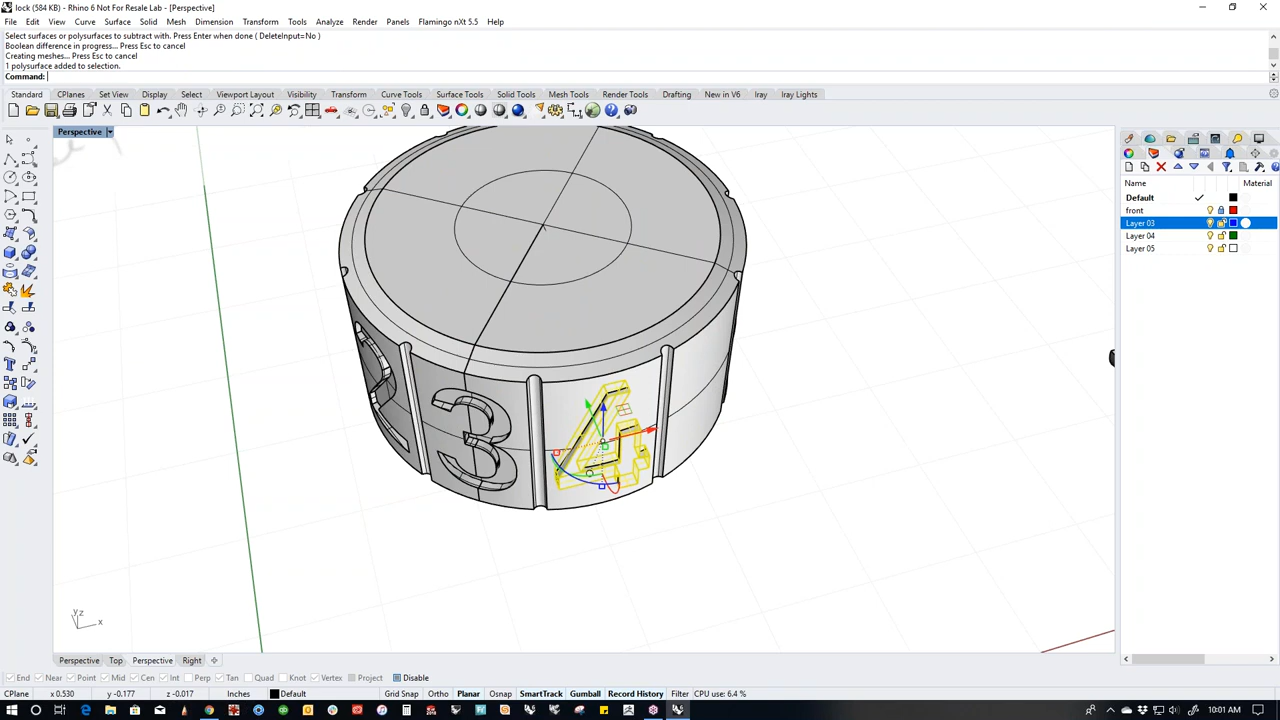 lock (584 KB) - Rhino 6 Not For Resale Lab - [Perspective]
File Edit View Curve Surface Solid Mesh Dimension Transform Tools Analyze Render Panels Flamingo nXt 5.5 Help
Select surfaces or polysurfaces to subtract with. Press Enter when done ( DeleteInput=No )
Boolean difference in progress... Press Esc to cancel
Creating meshes... Press Esc to cancel
1 polysurface added to selection.
Command:
Standard CPlanes Set View Display Select Viewport Layout Visibility Transform Curve Tools Surface Tools Solid Tools Mesh Tools Render Tools Drafting New in V6 Iray Iray Lights
Perspective
Name Material
Default
front
Layer 03
Layer 04
Layer 05
2 3 4
y z x
Perspective Top Perspective Right
End Near Point Mid Cen Int Perp Tan Quad Knot Vertex Project Disable
CPlane x 0.530 y -0.177 z -0.017 Inches Default Grid Snap Ortho Planar Osnap SmartTrack Gumball Record History Filter CPU use: 6.4 %
10:01 AM